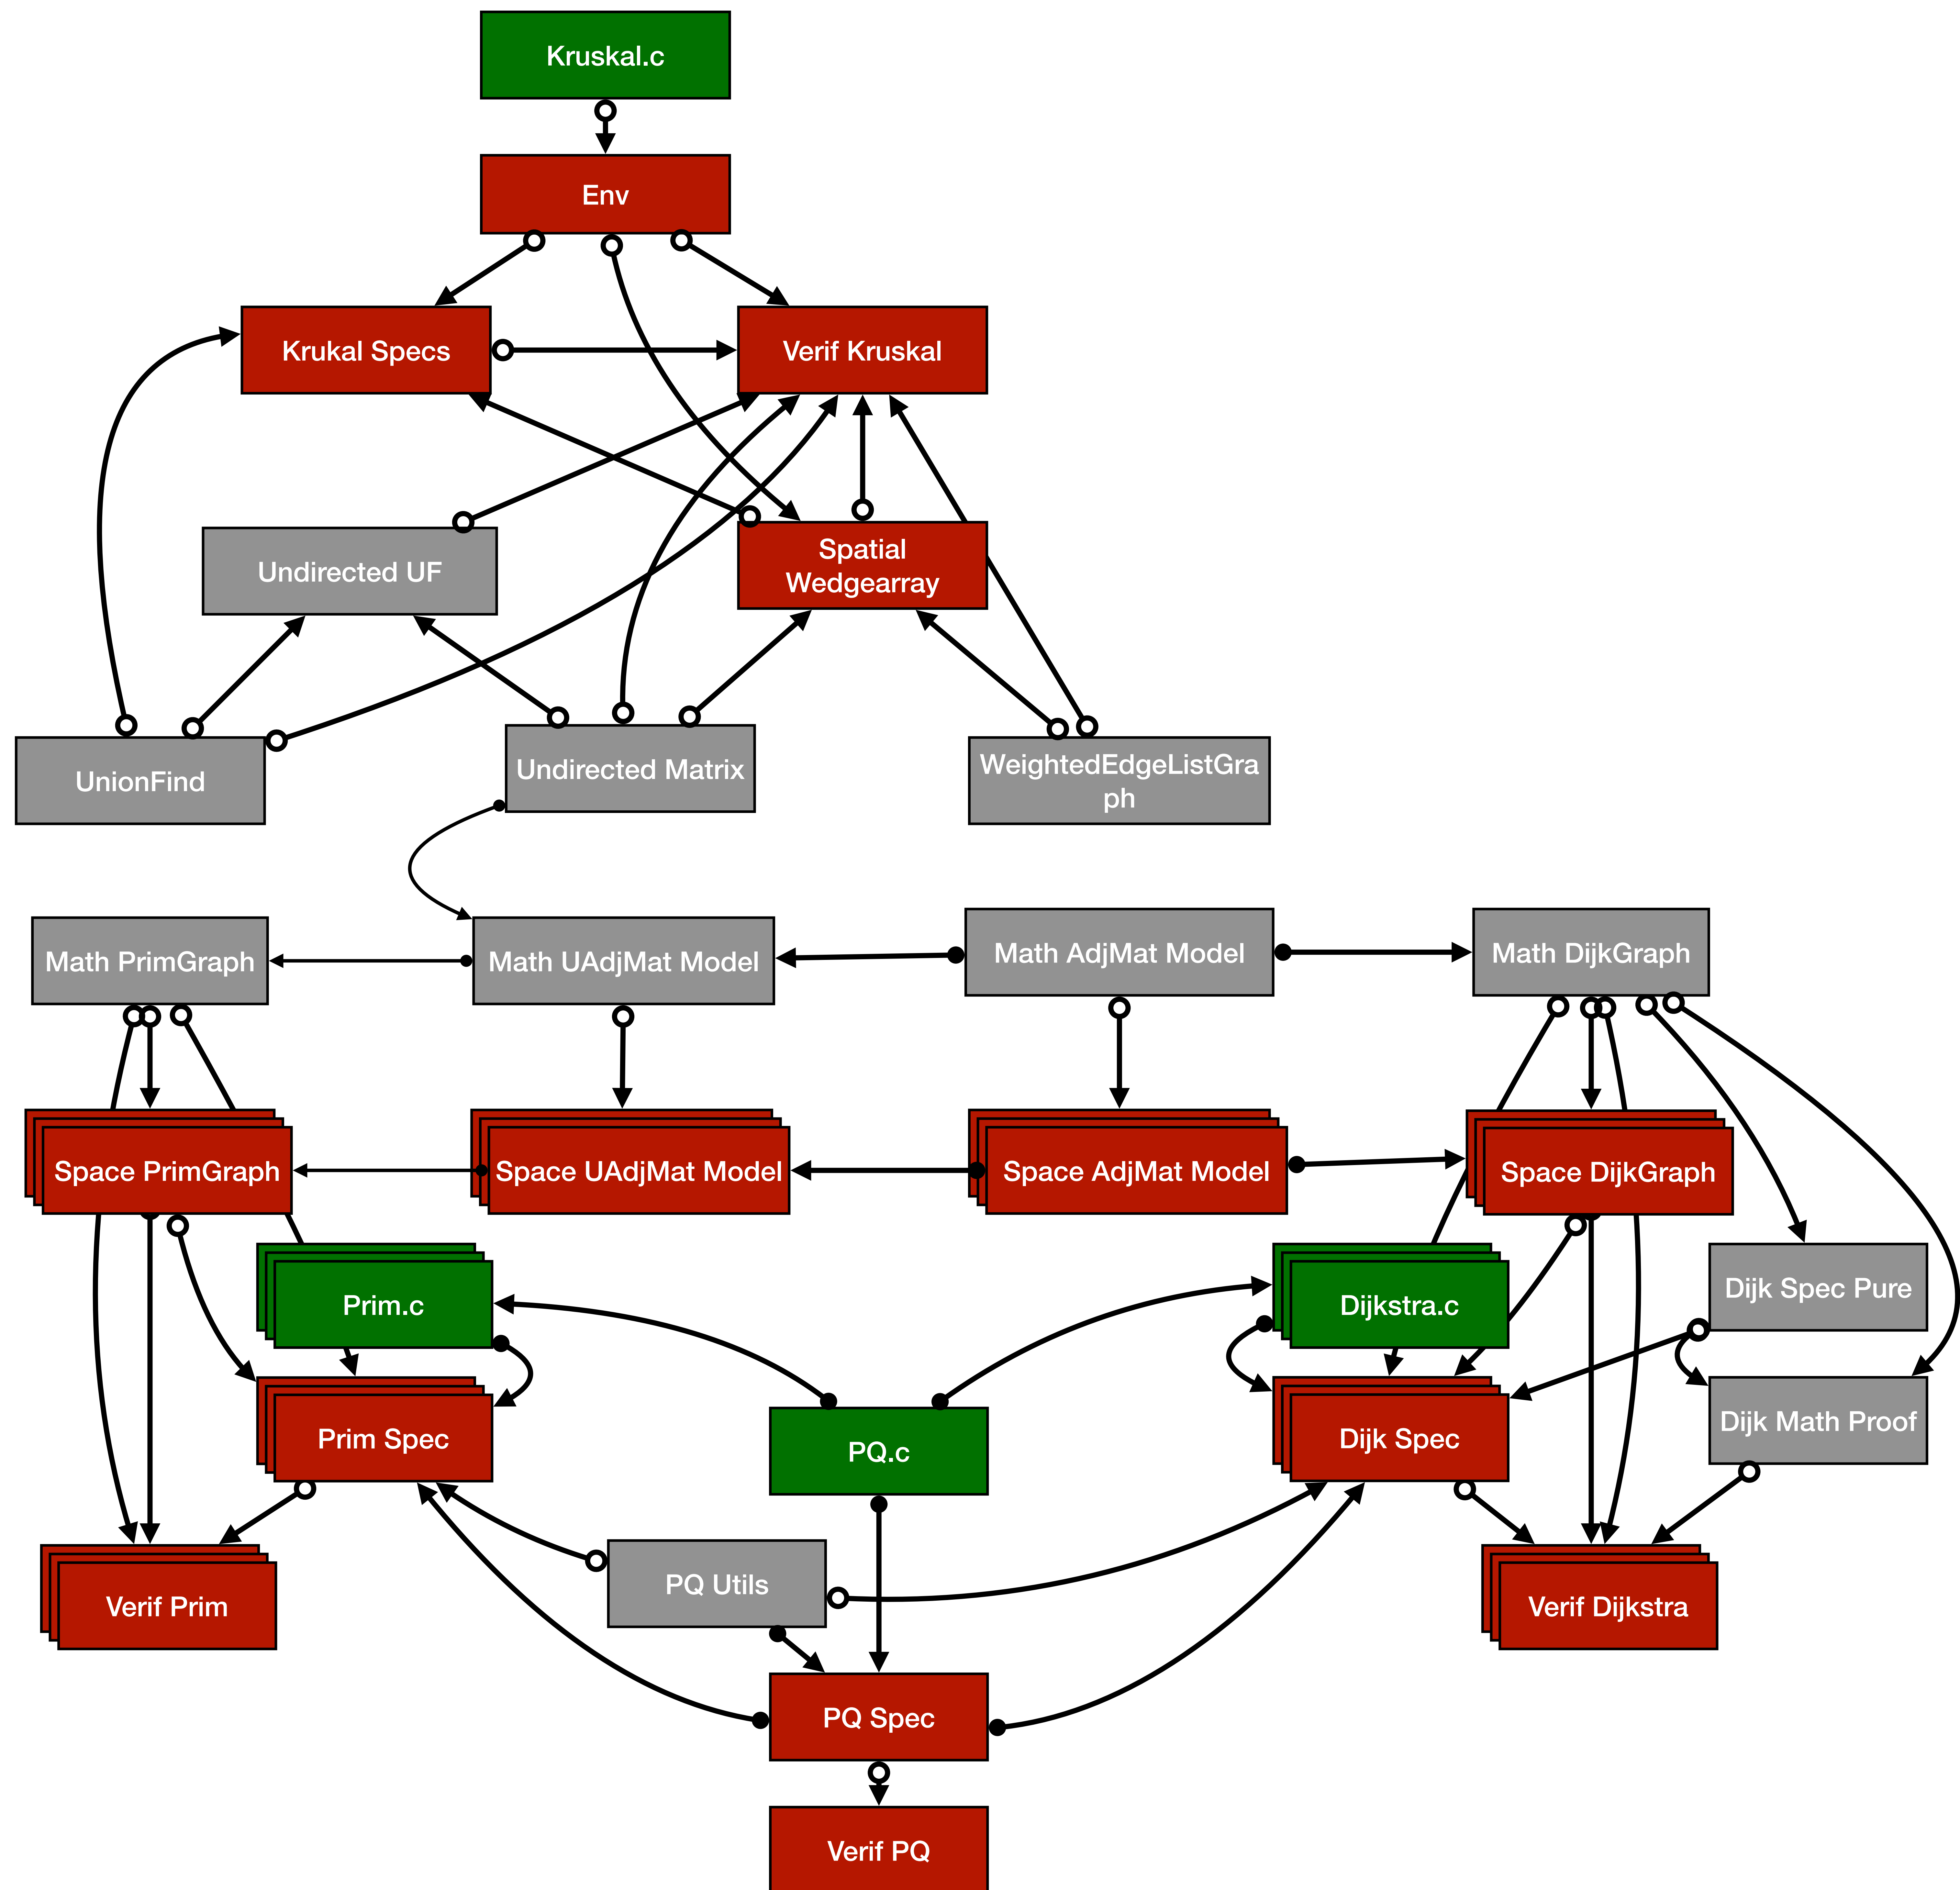 Kruskal.c
Env
Krukal Specs
Verif Kruskal
Undirected UF
Spatial
Wedgearray
UnionFind
Undirected Matrix
WeightedEdgeListGra
ph
Math PrimGraph
Math UAdjMat Model
Math AdjMat Model
Math DijkGraph
Space PrimGraph
Space UAdjMat Model
Space AdjMat Model
Space DijkGraph
Prim.c
Dijkstra.c
Dijk Spec Pure
Prim Spec
PQ.c
Dijk Spec
Dijk Math Proof
PQ Utils
Verif Prim
Verif Dijkstra
PQ Spec
Verif PQ